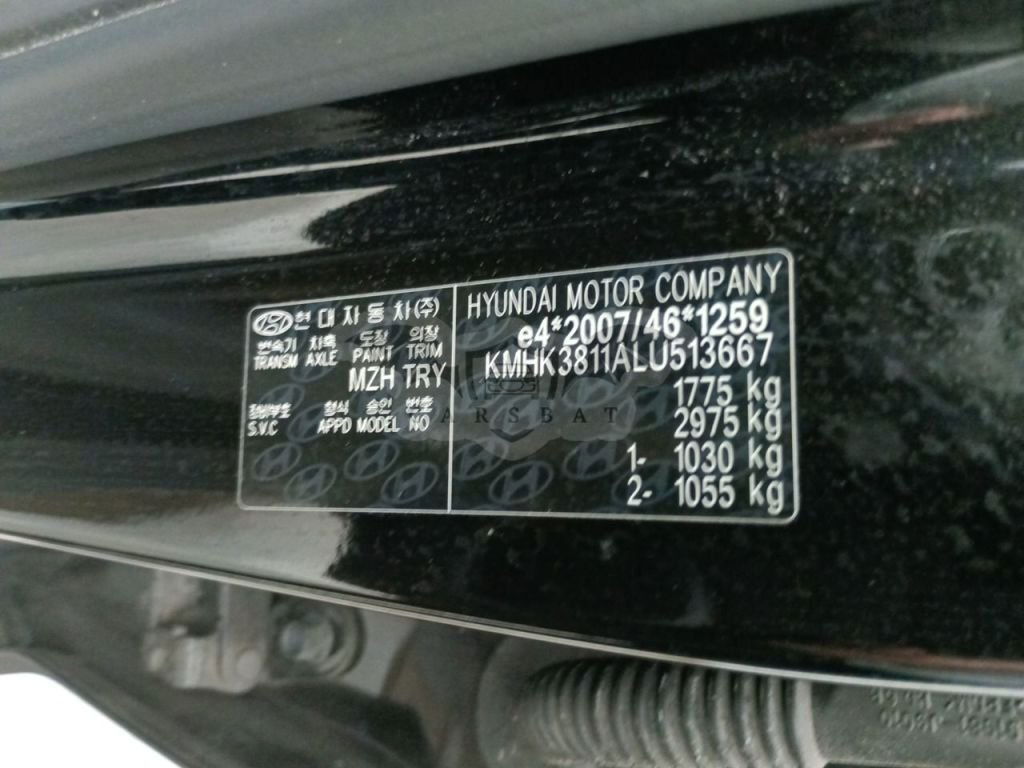 현대자동차(주)
변속기 차축 도장 의장
TRANSM AXLE PAINT TRIM
MZH TRY
정비부호 형식 승인 번호
S.V.C APPD MODEL NO
HYUNDAI MOTOR COMPANY
e4*2007/46*1259
KMHK3811ALU513667
1775 kg
2975 kg
1- 1030 kg
2- 1055 kg
ARSBAT